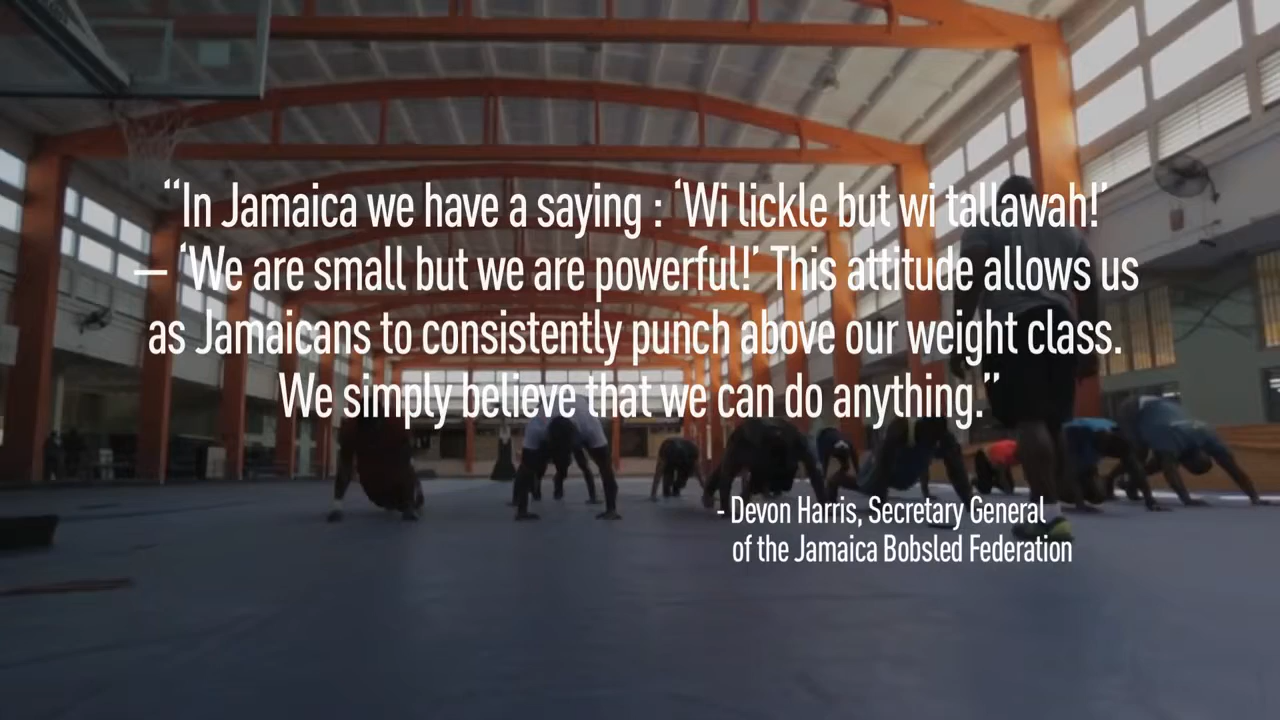 “In Jamaica we have a saying : ‘Wi lickle but wi tallawah!’
– ‘We are small but we are powerful!’ This attitude allows us
as Jamaicans to consistently punch above our weight class.
We simply believe that we can do anything.”
- Devon Harris, Secretary General
of the Jamaica Bobsled Federation